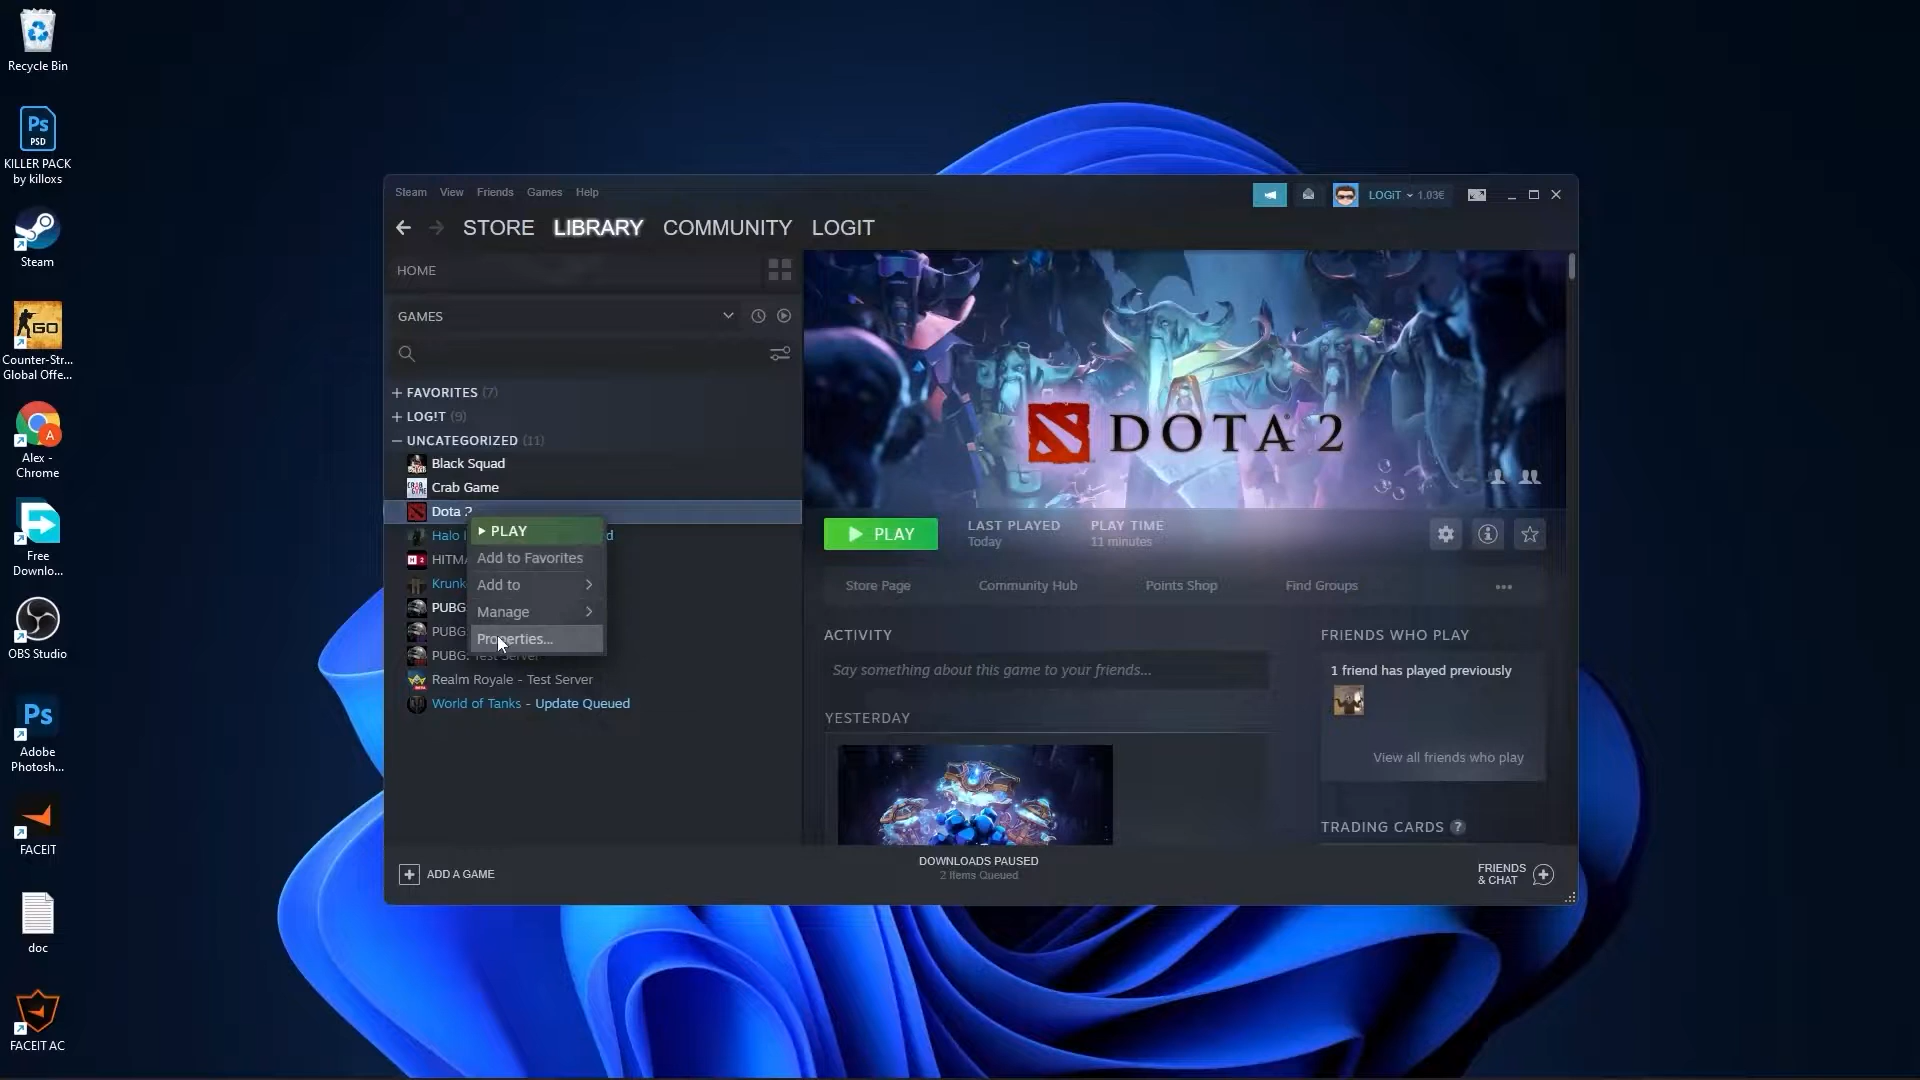 Recycle Bin
Ps
PSD
KILLER PACK
by killoxs
Steam
GO
Counter-Str...
Global Offe...
A
Alex -
Chrome
Free
Downlo...
OBS Studio
Ps
Adobe
Photosh...
FACEIT
doc
FACEIT AC
Steam View Friends Games Help
LOGiT 1.03€
STORE LIBRARY COMMUNITY LOGIT
HOME
GAMES
+ FAVORITES (7)
+ LOG!T (9)
— UNCATEGORIZED (11)
Black Squad
Crab Game
Dota 2
Halo
HITMA
Krunk
PUBG
PUBG
PUBG: Test Server
Realm Royale - Test Server
World of Tanks - Update Queued
PLAY
Add to Favorites
Add to
Manage
Properties...
DOTA 2
PLAY
LAST PLAYED
Today
PLAY TIME
11 minutes
Store Page Community Hub Points Shop Find Groups •••
ACTIVITY
Say something about this game to your friends...
YESTERDAY
FRIENDS WHO PLAY
1 friend has played previously
View all friends who play
TRADING CARDS ?
ADD A GAME
DOWNLOADS PAUSED
2 Items Queued
FRIENDS
& CHAT